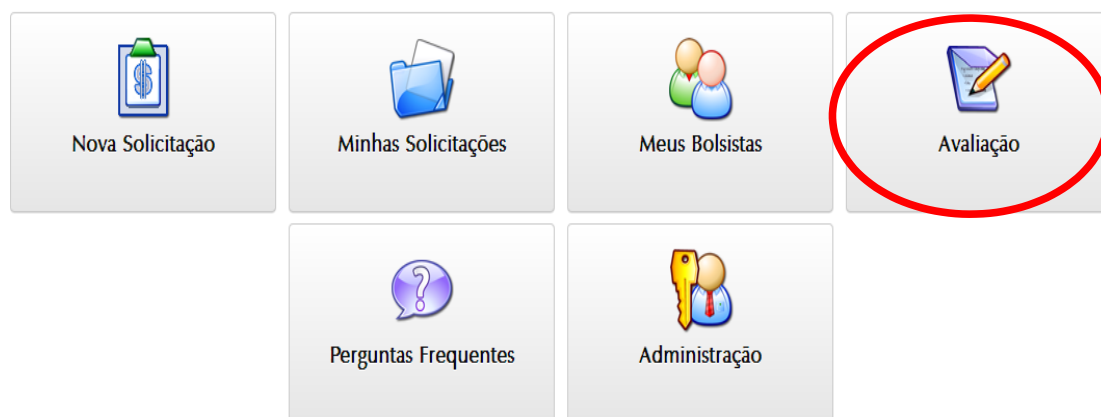 Nova Solicitação
Minhas Solicitações
Meus Bolsistas
Avaliação
Perguntas Frequentes
Administração